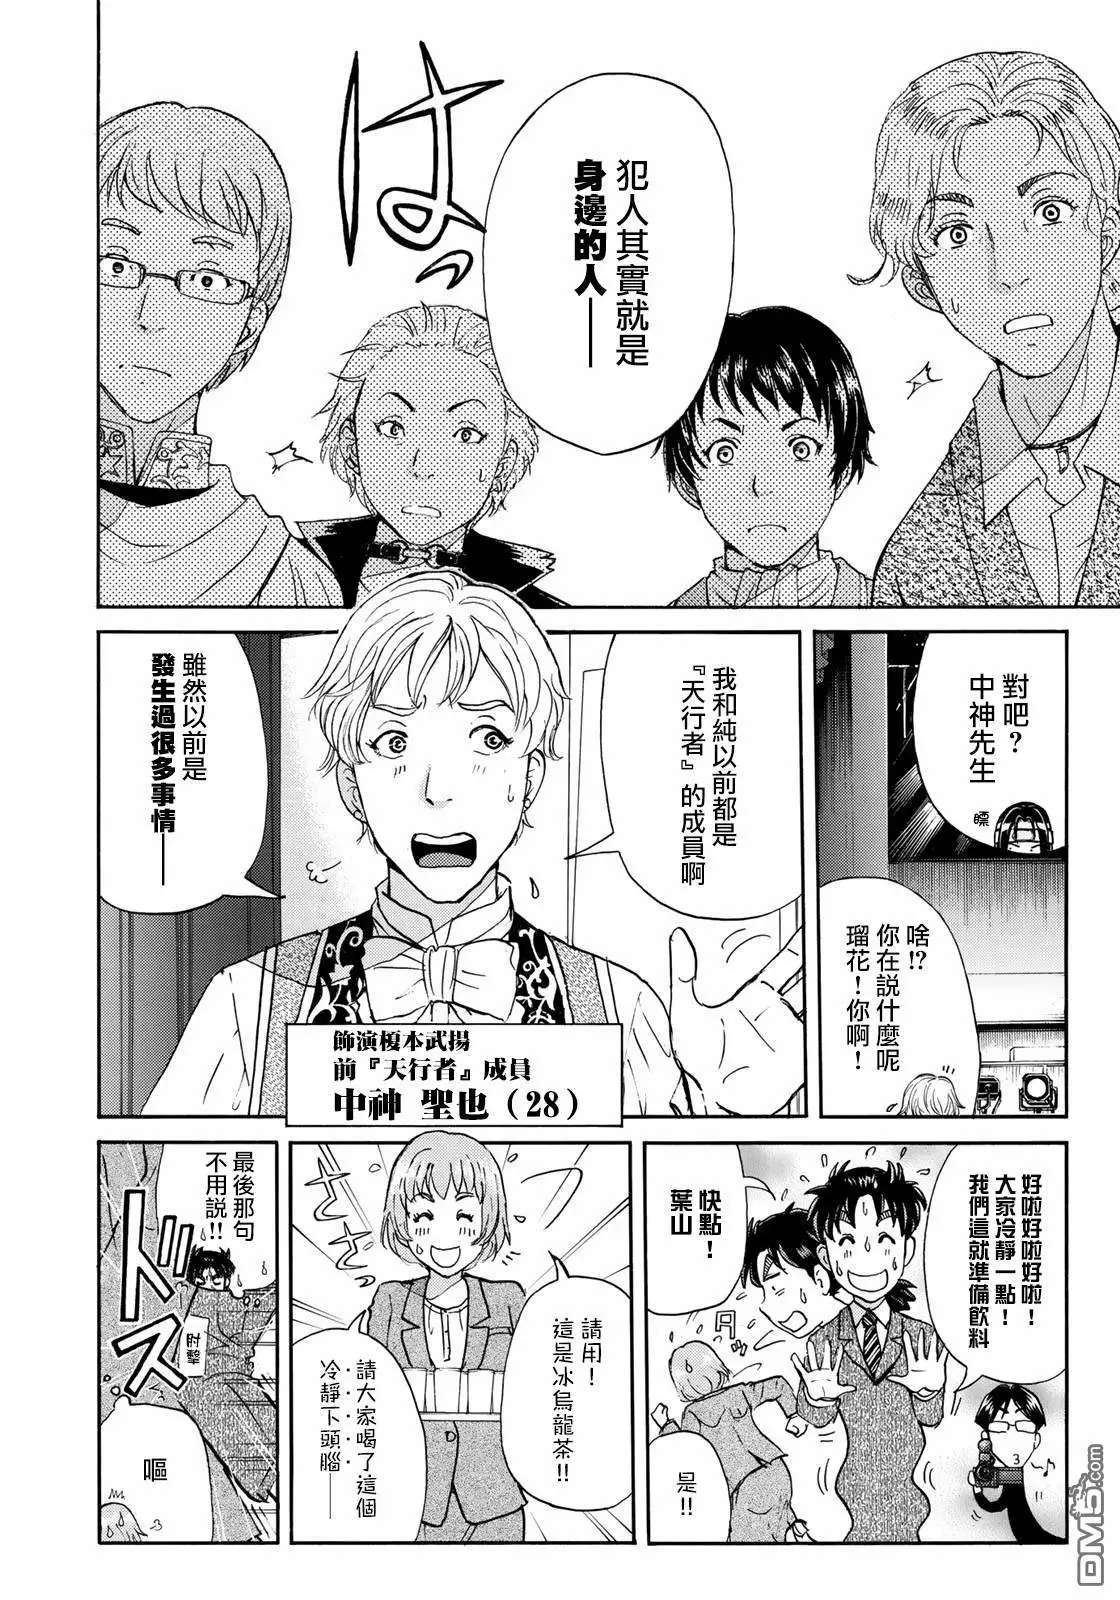 犯人其實就是
身邊的人——
はっ
對吧？
中神先生
瞟
啥!?
你在說什麼呢
瑠花！你啊！
我和純以前都是
『天行者』的成員啊
雖然以前是
發生過很多事情——
飾演榎本武揚
前『天行者』成員
中神 聖也（28）
好啦好啦好啦！
大家冷靜一點！
我們這就準備飲料
快點！
葉山
是!!
3
請用！
這是冰烏龍茶!!
請大家喝了這個
冷靜下頭腦——
最後那句
不用說!!
肘擊
ドス
嘔
DM5.com